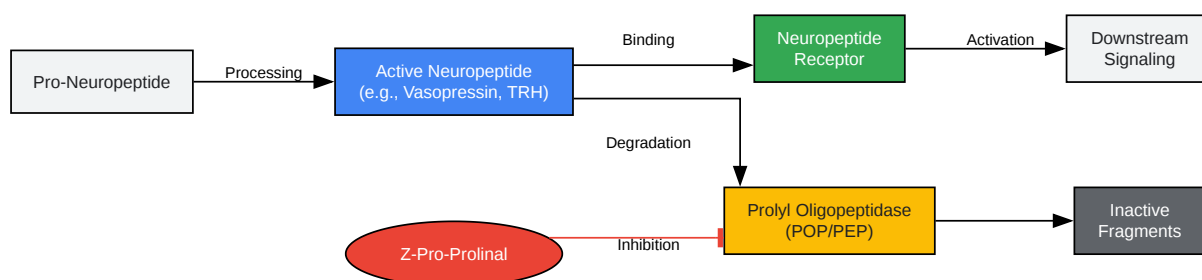 Pro-Neuropeptide
Processing
Active Neuropeptide
(e.g., Vasopressin, TRH)
Binding
Neuropeptide
Receptor
Activation
Downstream
Signaling
Degradation
Prolyl Oligopeptidase
(POP/PEP)
Inactive
Fragments
Z-Pro-Prolinal
Inhibition